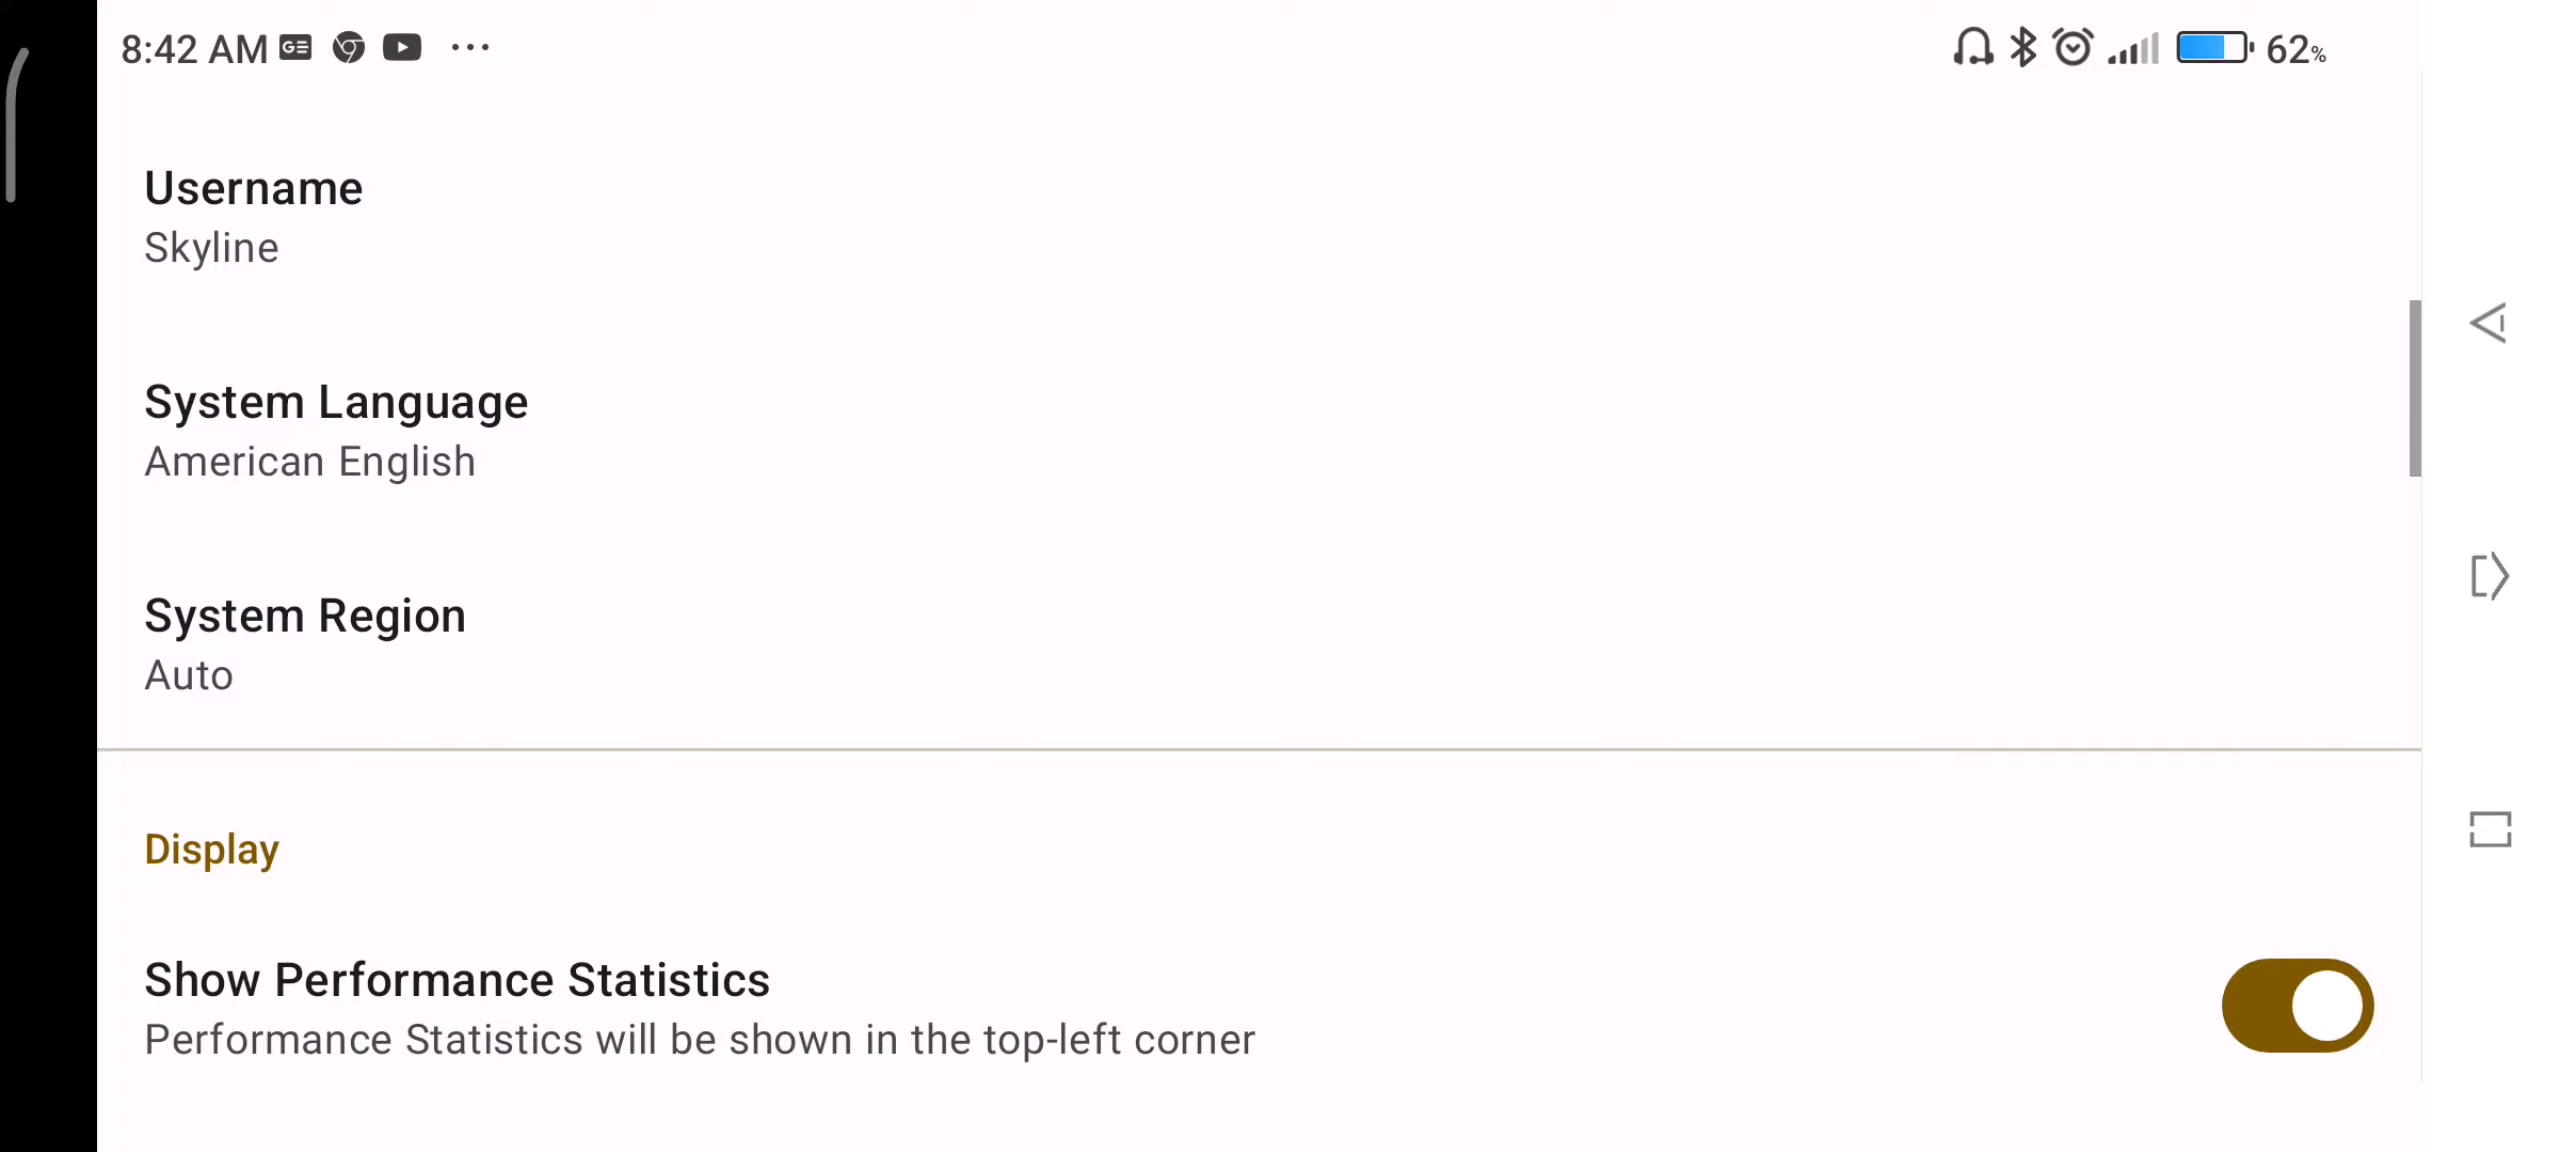 8:42 AM GE ...
62%
Username
Skyline
System Language
American English
System Region
Auto
Display
Show Performance Statistics
Performance Statistics will be shown in the top-left corner